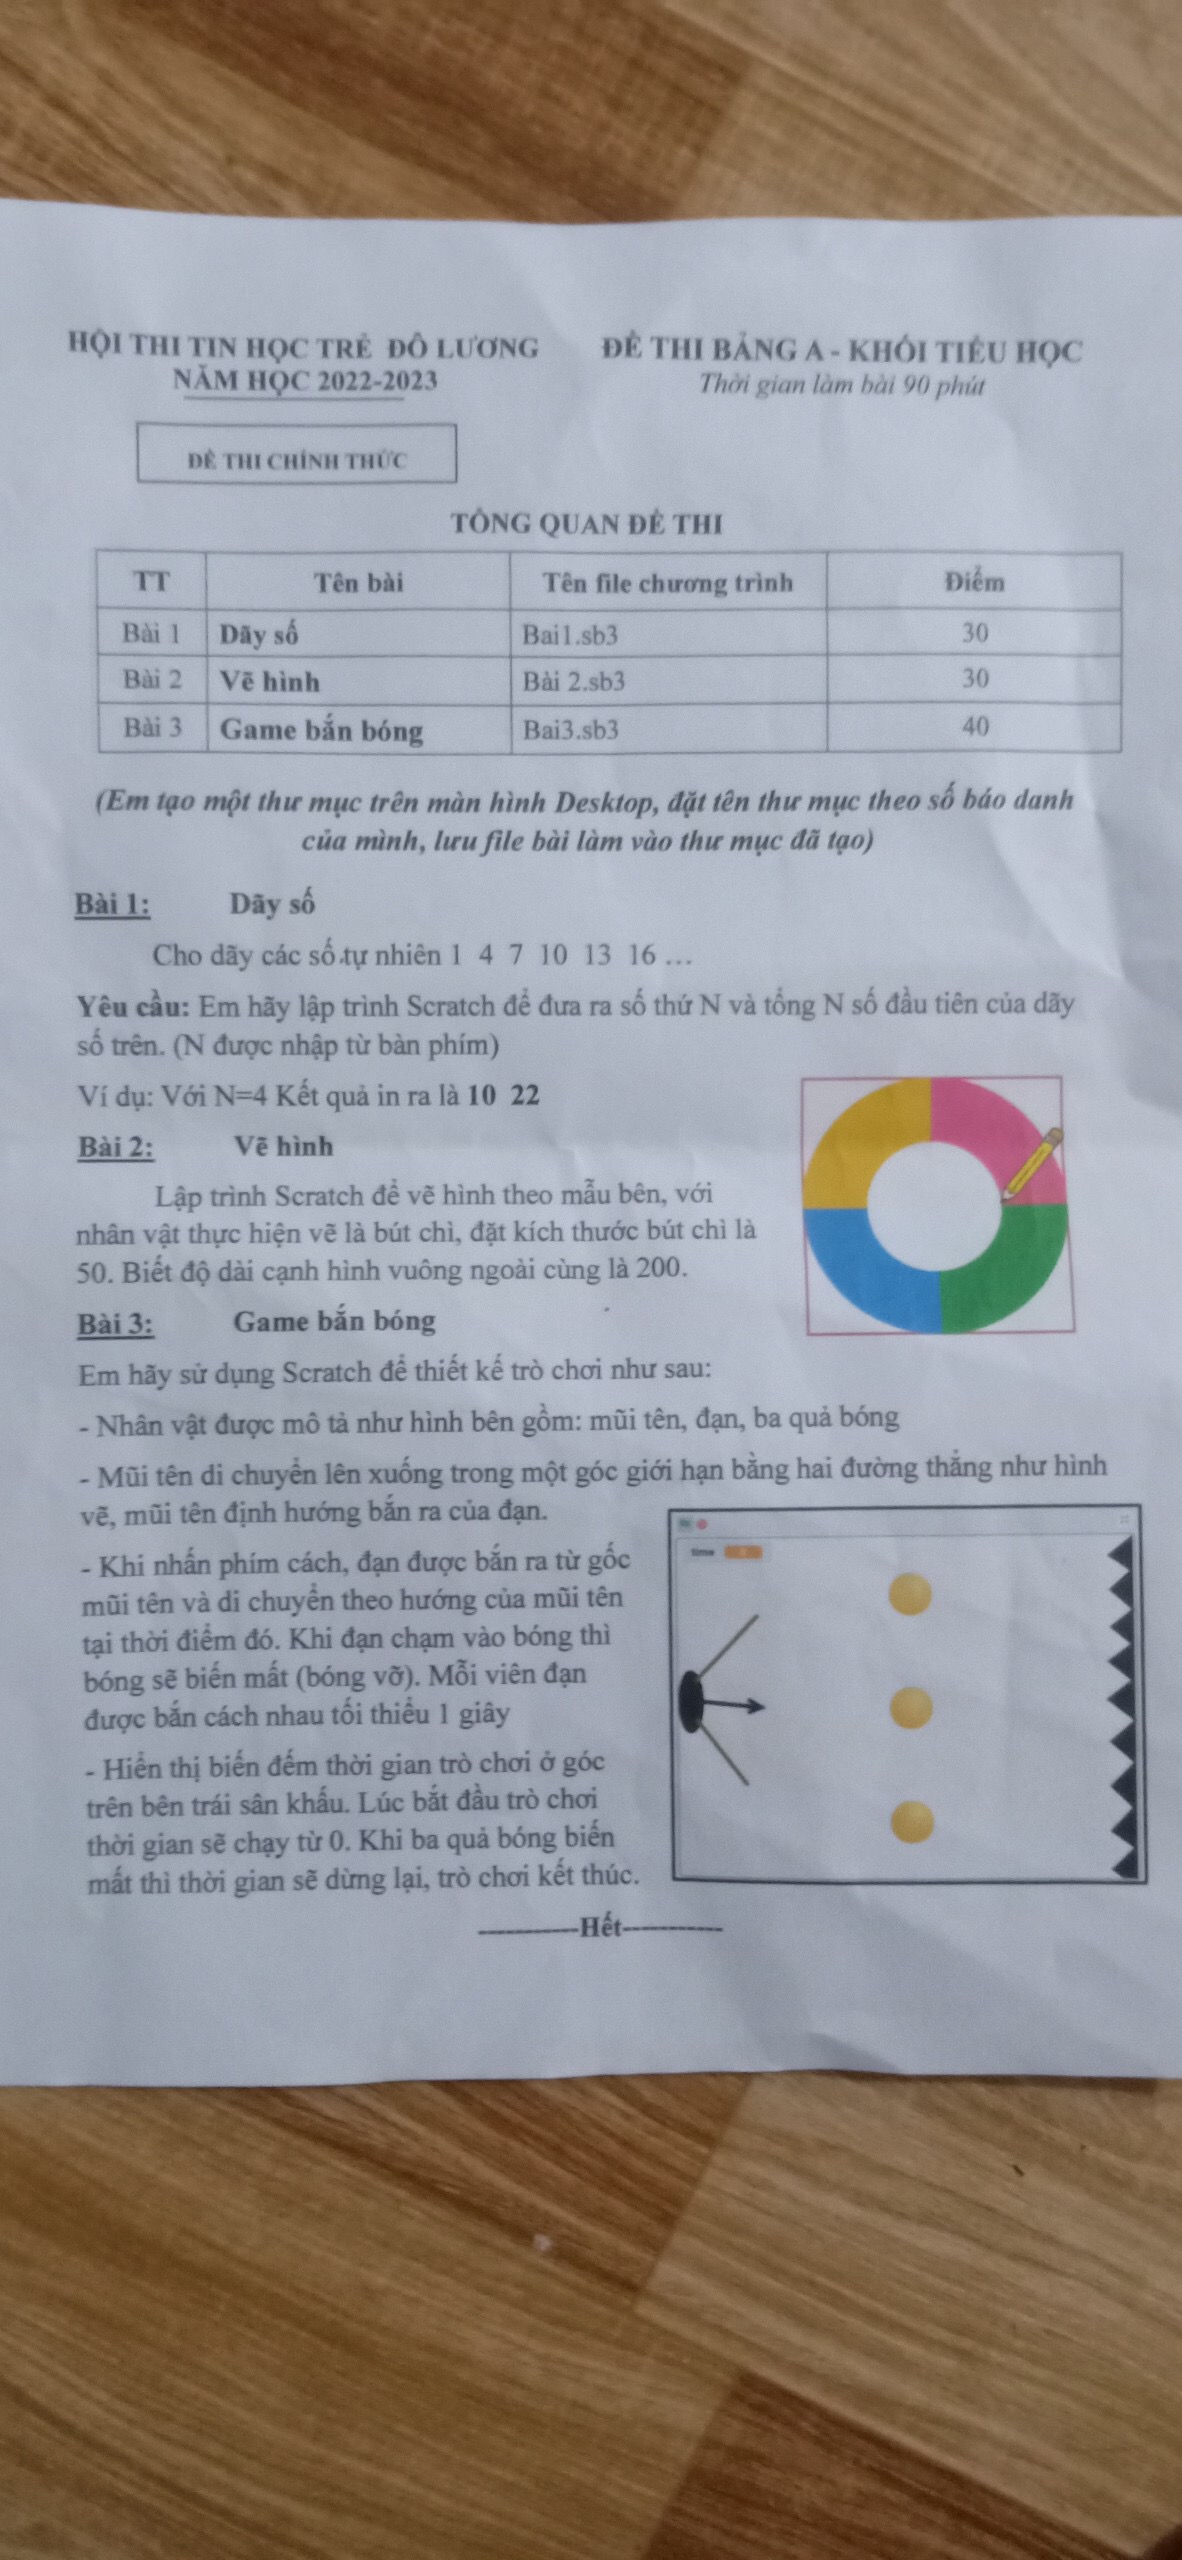 HỘI THI TIN HỌC TRẺ ĐÔ LƯƠNG
NĂM HỌC 2022-2023
ĐỀ THI BẢNG A - KHỐI TIỂU HỌC
Thời gian làm bài 90 phút
ĐỀ THI CHÍNH THỨC
TỔNG QUAN ĐỀ THI
TT Tên bài Tên file chương trình Điểm
Bài 1 Dãy số Bai1.sb3 30
Bài 2 Vẽ hình Bài 2.sb3 30
Bài 3 Game bắn bóng Bai3.sb3 40
(Em tạo một thư mục trên màn hình Desktop, đặt tên thư mục theo số báo danh
của mình, lưu file bài làm vào thư mục đã tạo)
Bài 1: Dãy số
Cho dãy các số tự nhiên 1 4 7 10 13 16 ...
Yêu cầu: Em hãy lập trình Scratch để đưa ra số thứ N và tổng N số đầu tiên của dãy
số trên. (N được nhập từ bàn phím)
Ví dụ: Với N=4 Kết quả in ra là 10 22
Bài 2: Vẽ hình
Lập trình Scratch để vẽ hình theo mẫu bên, với
nhân vật thực hiện vẽ là bút chì, đặt kích thước bút chì là
50. Biết độ dài cạnh hình vuông ngoài cùng là 200.
Bài 3: Game bắn bóng
Em hãy sử dụng Scratch để thiết kế trò chơi như sau:
- Nhân vật được mô tả như hình bên gồm: mũi tên, đạn, ba quả bóng
- Mũi tên di chuyển lên xuống trong một góc giới hạn bằng hai đường thẳng như hình
vẽ, mũi tên định hướng bắn ra của đạn.
- Khi nhấn phím cách, đạn được bắn ra từ gốc
mũi tên và di chuyển theo hướng của mũi tên
tại thời điểm đó. Khi đạn chạm vào bóng thì
bóng sẽ biến mất (bóng vỡ). Mỗi viên đạn
được bắn cách nhau tối thiểu 1 giây
- Hiển thị biến đếm thời gian trò chơi ở góc
trên bên trái sân khấu. Lúc bắt đầu trò chơi
thời gian sẽ chạy từ 0. Khi ba quả bóng biến
mất thì thời gian sẽ dừng lại, trò chơi kết thúc.
time
-----------Hết-----------